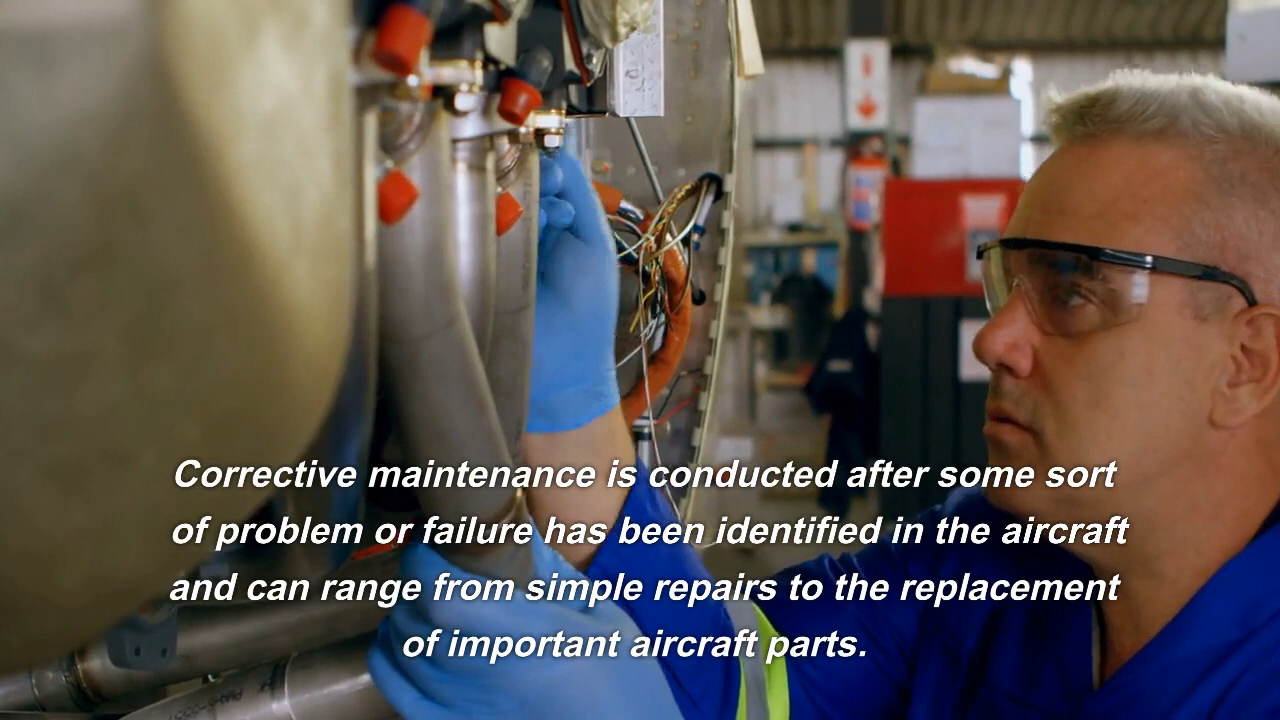 Corrective maintenance is conducted after some sort
of problem or failure has been identified in the aircraft
and can range from simple repairs to the replacement
of important aircraft parts.